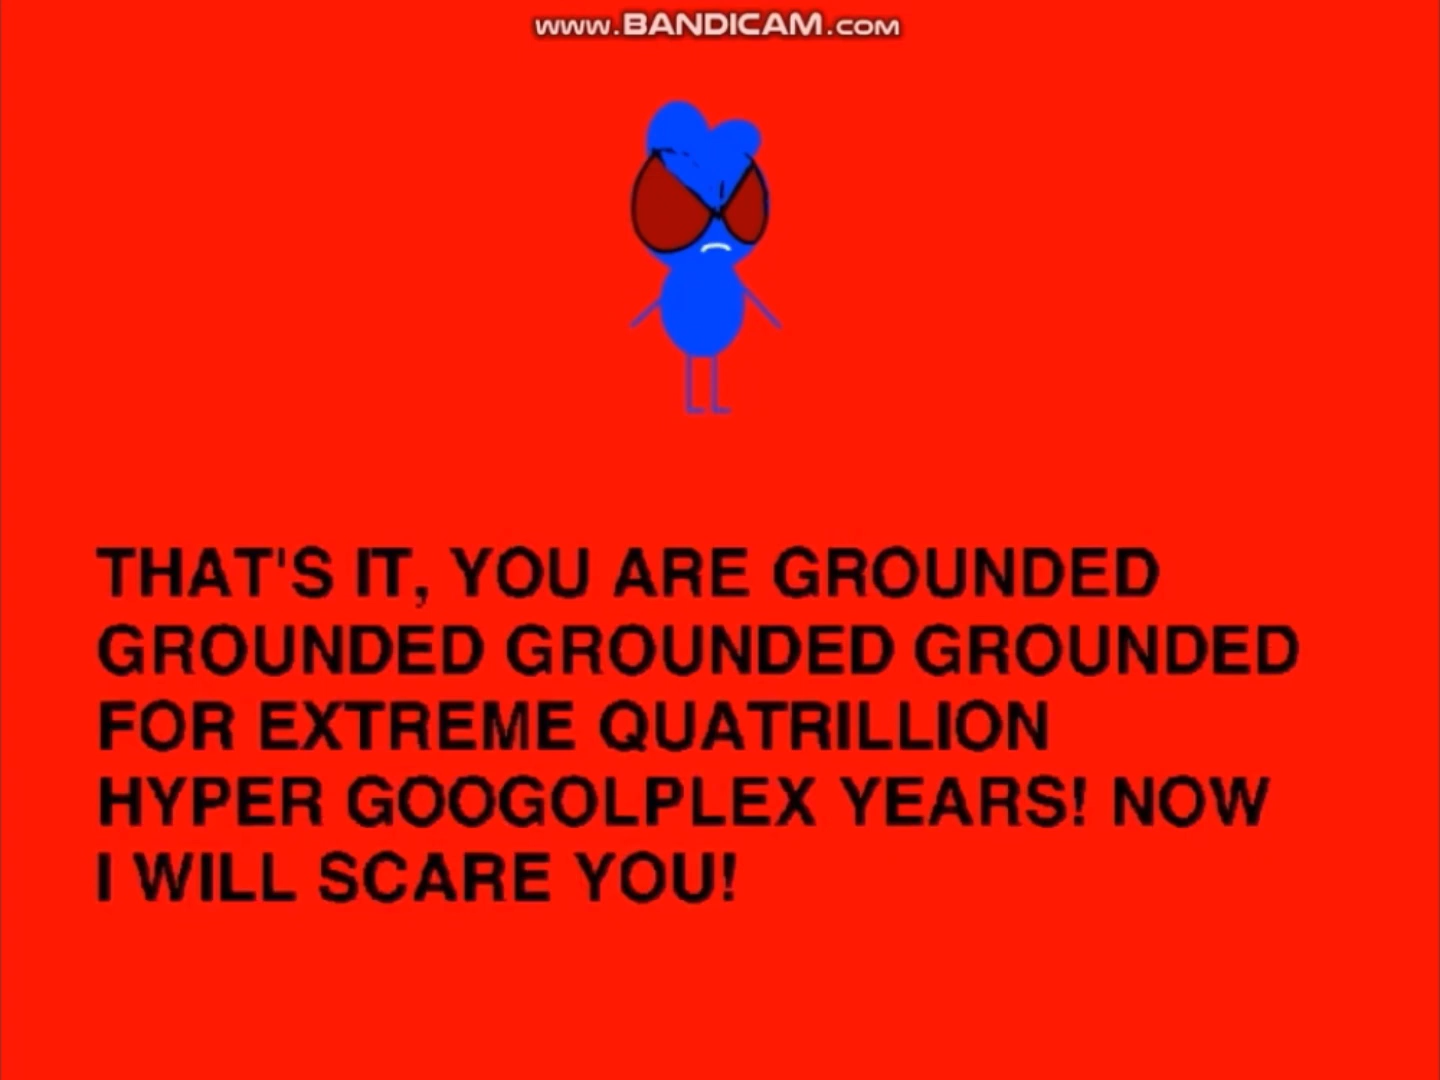 www.BANDICAM.com
THAT'S IT, YOU ARE GROUNDED
GROUNDED GROUNDED GROUNDED
FOR EXTREME QUATRILLION
HYPER GOOGOLPLEX YEARS! NOW
I WILL SCARE YOU!